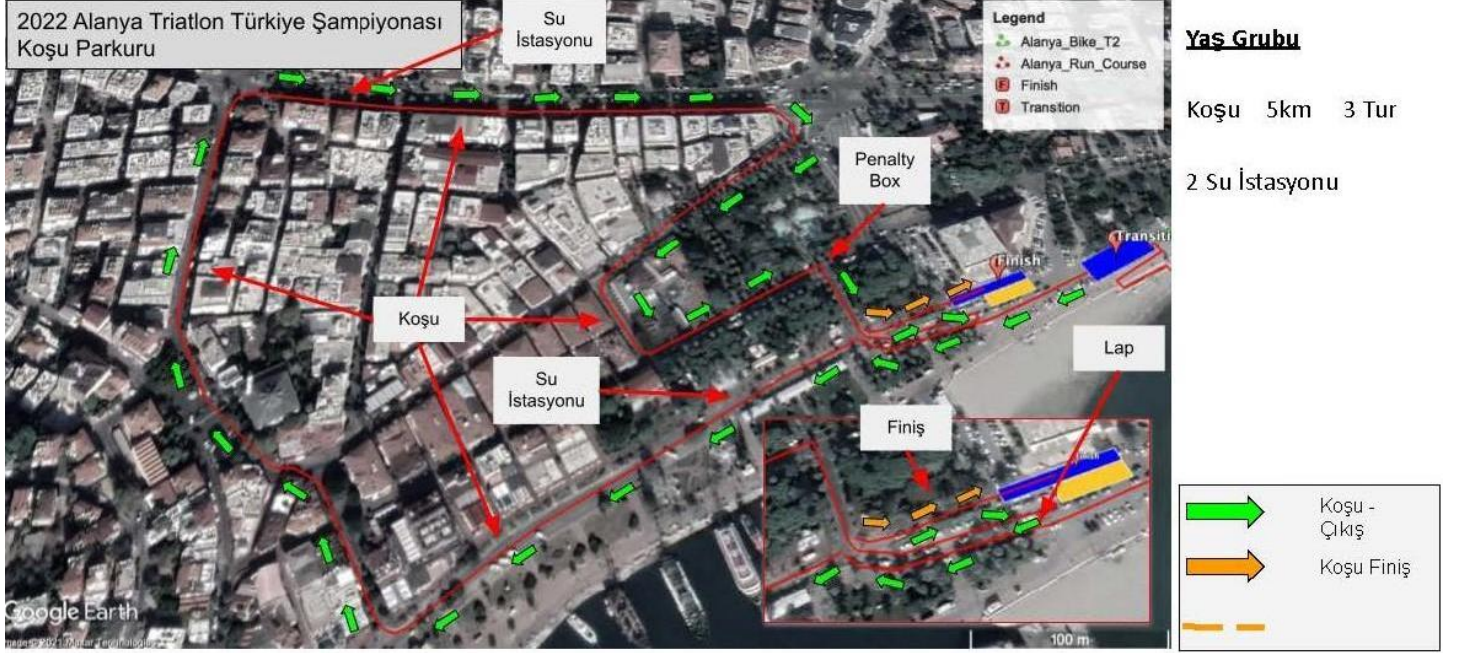 2022 Alanya Triatlon Türkiye Şampiyonası
Koşu Parkuru
Su
İstasyonu
Legend
Alanya_Bike_T2
Alanya_Run_Course
F Finish
T Transtion
Yaş Grubu
Koşu 5km 3 Tur
2 Su İstasyonu
Penalty
Box
Finish
Transiti
Koşu
Lap
Su
İstasyonu
Finiş
Google Earth
100 m
Koşu -
Çıkış
Koşu Finiş